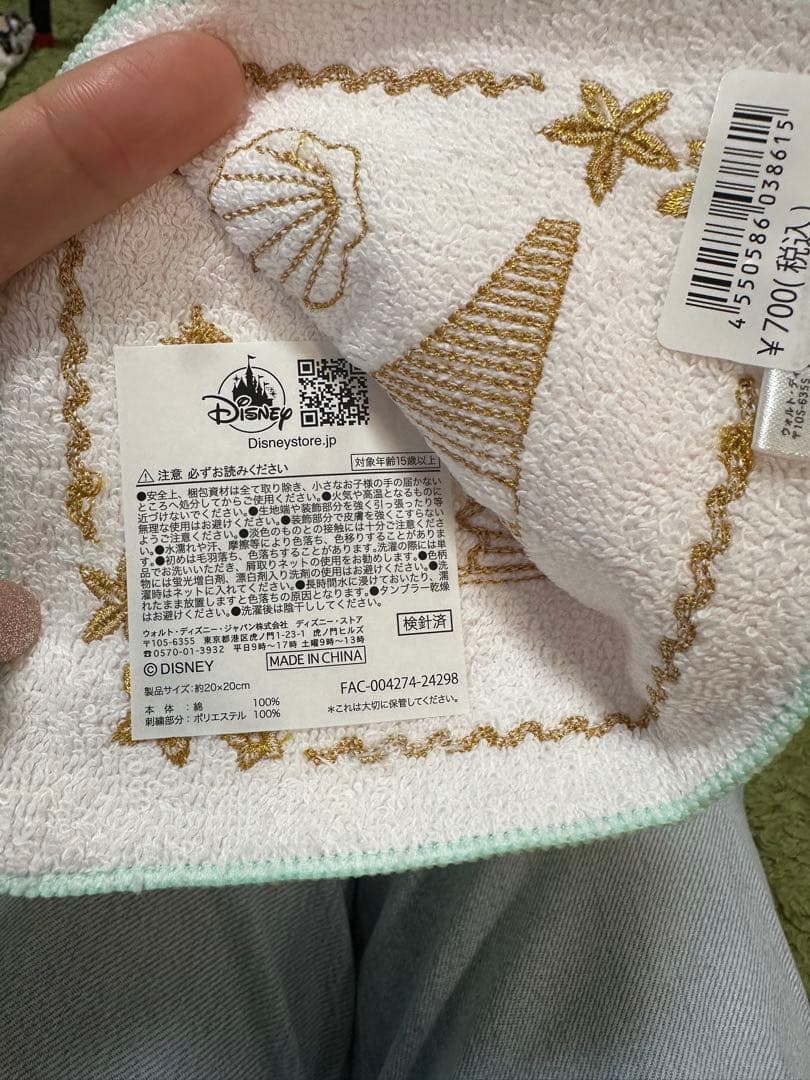 4 550586 038615
¥700(税込)
ウォルト・ディ
〒105-6355
DISNEY
Disneystore.jp
⚠注意 必ずお読みください
対象年齢15歳以上
●安全上、梱包資材は全て取り除き、小さなお子様の手の届かない
ところへ処分してからご使用ください。●火気や高温となるものに
近づけないでください。●生地端や装飾部分を強く引っ張ったり等
無理な使用はお避けください。●装飾部分で皮膚を強くこすらない
ようご注意ください。●淡色のものとの接触には十分ご注意くださ
い。●水濡れや汗、摩擦等により色落ち、色移りすることがありま
す。●初めは毛羽落ち、色落ちすることがあります。洗濯の際には単
品でお洗いいただき、屑取りネットの使用をお勧めします。●色柄
物には蛍光増白剤、漂白剤入り洗剤の使用はお避けください。●洗
濯時はネットに入れてください。●長時間水に浸けておいたり、濡
れたまま放置しますと色落ちの原因となります。●タンブラー乾燥
はお避けください。●洗濯後は陰干ししてください。
ウォルト・ディズニー・ジャパン株式会社 ディズニー・ストア
〒105-6355 東京都港区虎ノ門1-23-1 虎ノ門ヒルズ
☎0570-01-3932 平日9時〜17時 土曜9時〜13時
検針済
©DISNEY
MADE IN CHINA
製品サイズ:約20×20cm
FAC-004274-24298
本体:綿 100%
刺繍部分:ポリエステル 100%
*これは大切に保管してください。